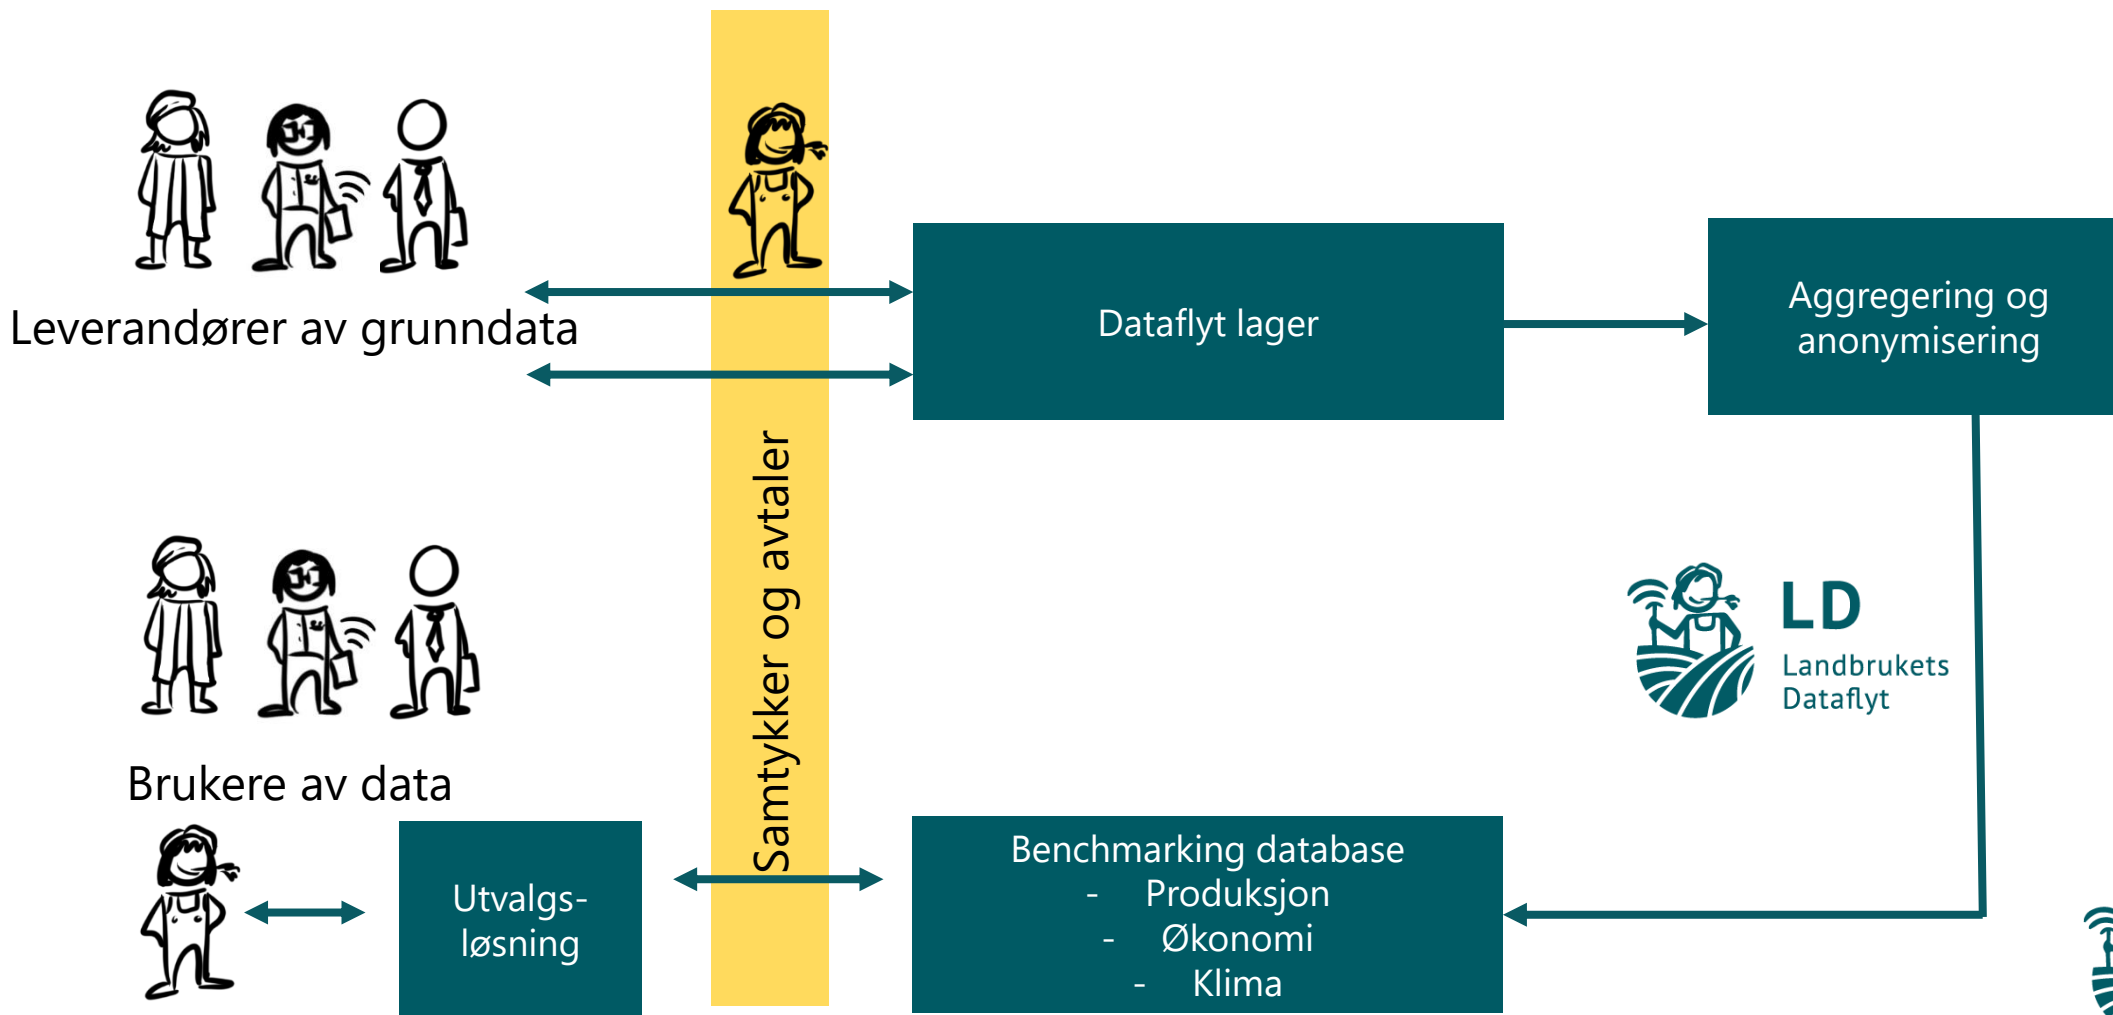 Leverandører av grunndata
Dataflyt lager
Aggregering og
anonymisering
Samtykker og avtaler
LD
Landbrukets
Dataflyt
Brukere av data
Utvalgs-
løsning
Benchmarking database
- Produksjon
- Økonomi
- Klima